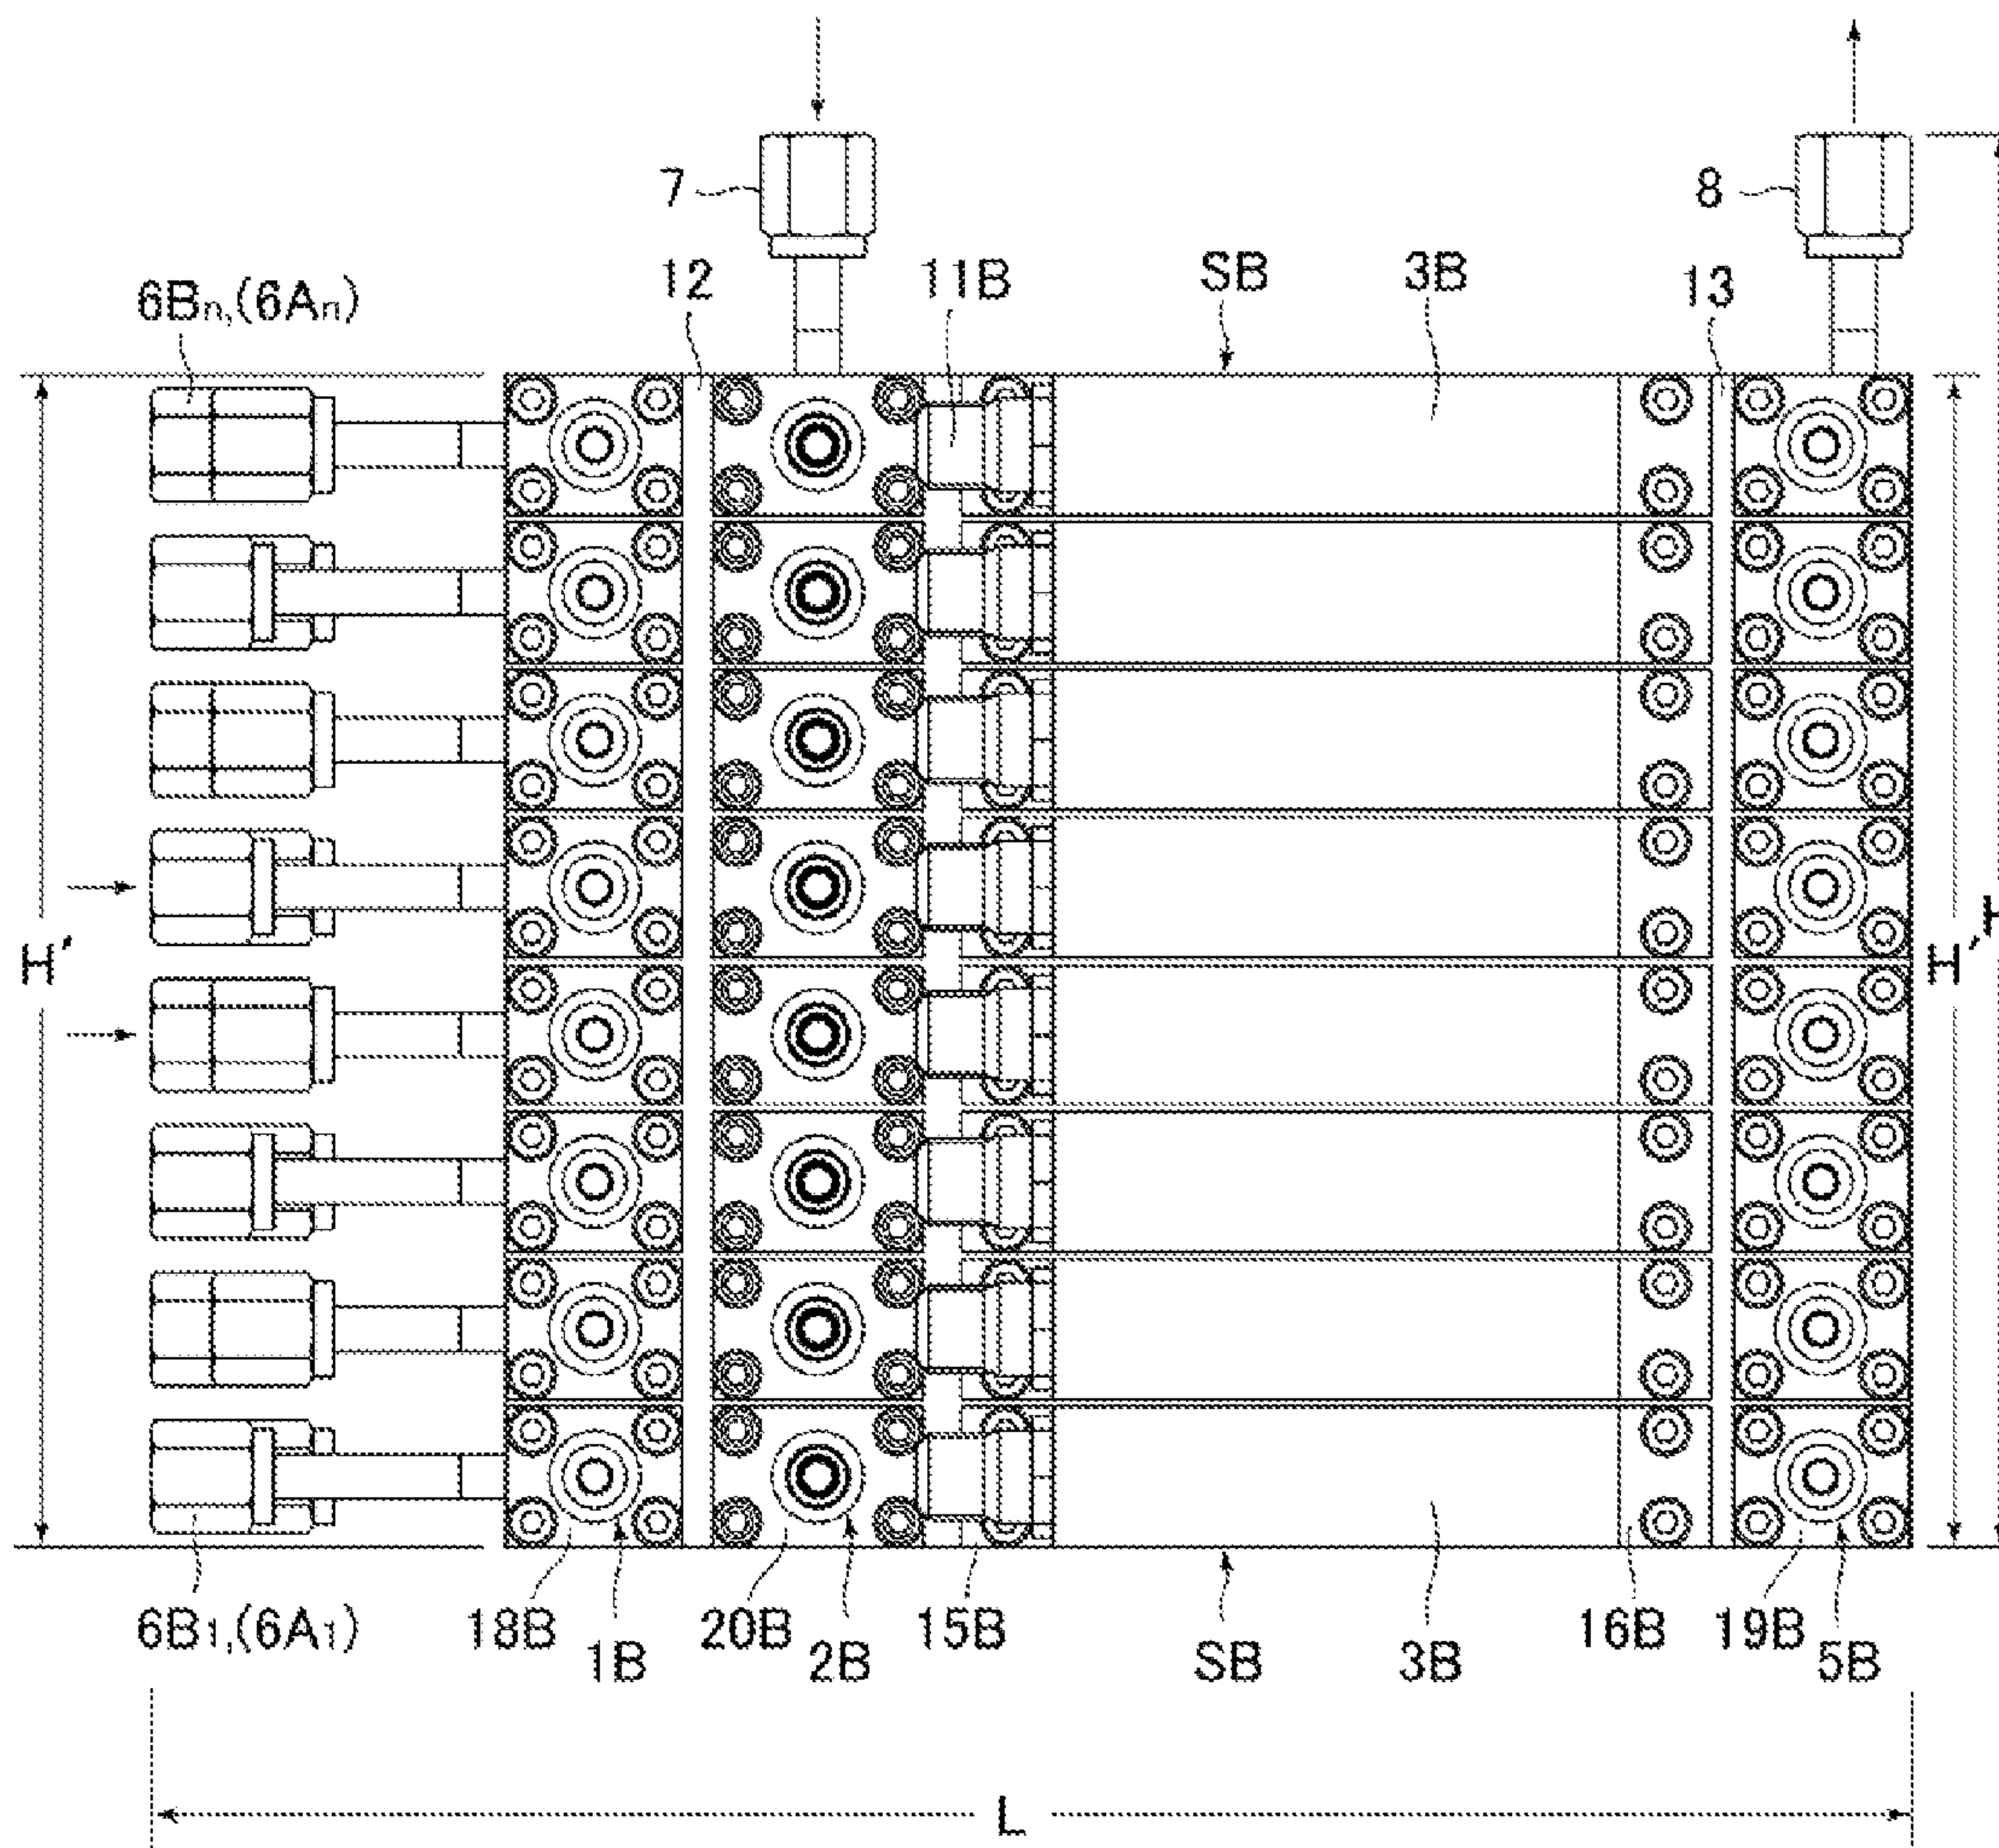 7
8
12
11B
SB
3B
13
6Bn,(6An)
H
H'
H'
6B1,(6A1)
18B
20B
15B
SB
3B
16B
19B
1B
2B
5B
L